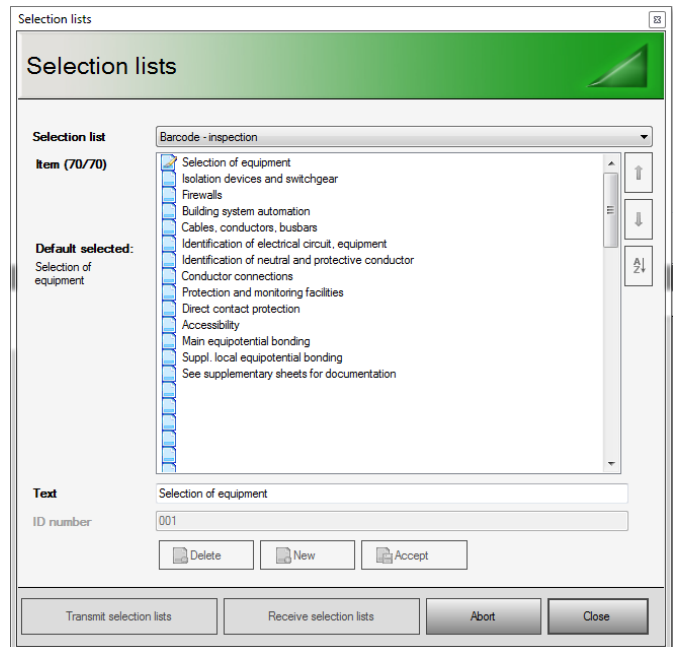 Selection lists
Selection lists
Selection list
Barcode - inspection
Item (70/70)
Selection of equipment
Isolation devices and switchgear
Firewalls
Building system automation
Cables, conductors, busbars
Default selected:
Selection of
equipment
Identification of electrical circuit, equipment
Identification of neutral and protective conductor
Conductor connections
Protection and monitoring facilities
Direct contact protection
Accessibility
Main equipotential bonding
Suppl. local equipotential bonding
See supplementary sheets for documentation
A
Z
Text
Selection of equipment
ID number
001
Delete
New
Accept
Transmit selection lists
Receive selection lists
Abort
Close